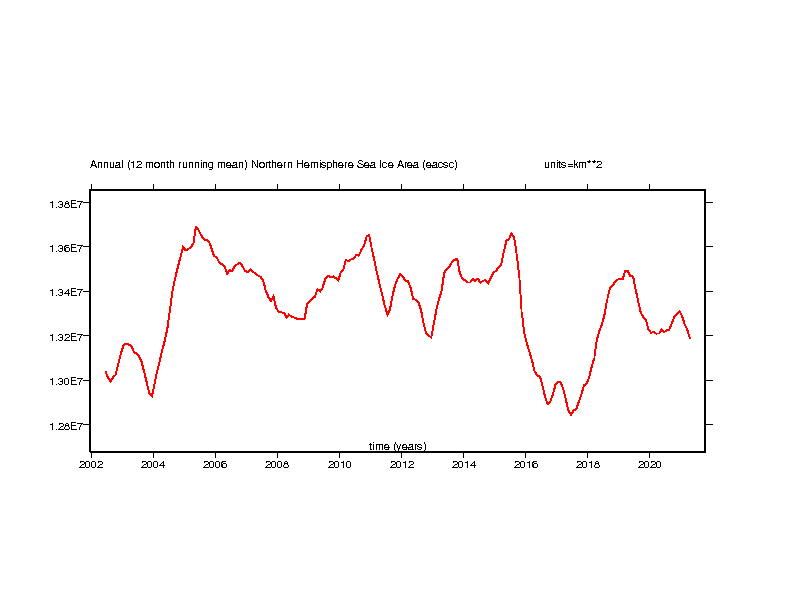 Annual (12 month running mean) Northern Hemisphere Sea Ice Area (eacsc) units=km**2
1.38E7
1.36E7
1.34E7
1.32E7
1.30E7
1.28E7
time (years)
2002 2004 2006 2008 2010 2012 2014 2016 2018 2020